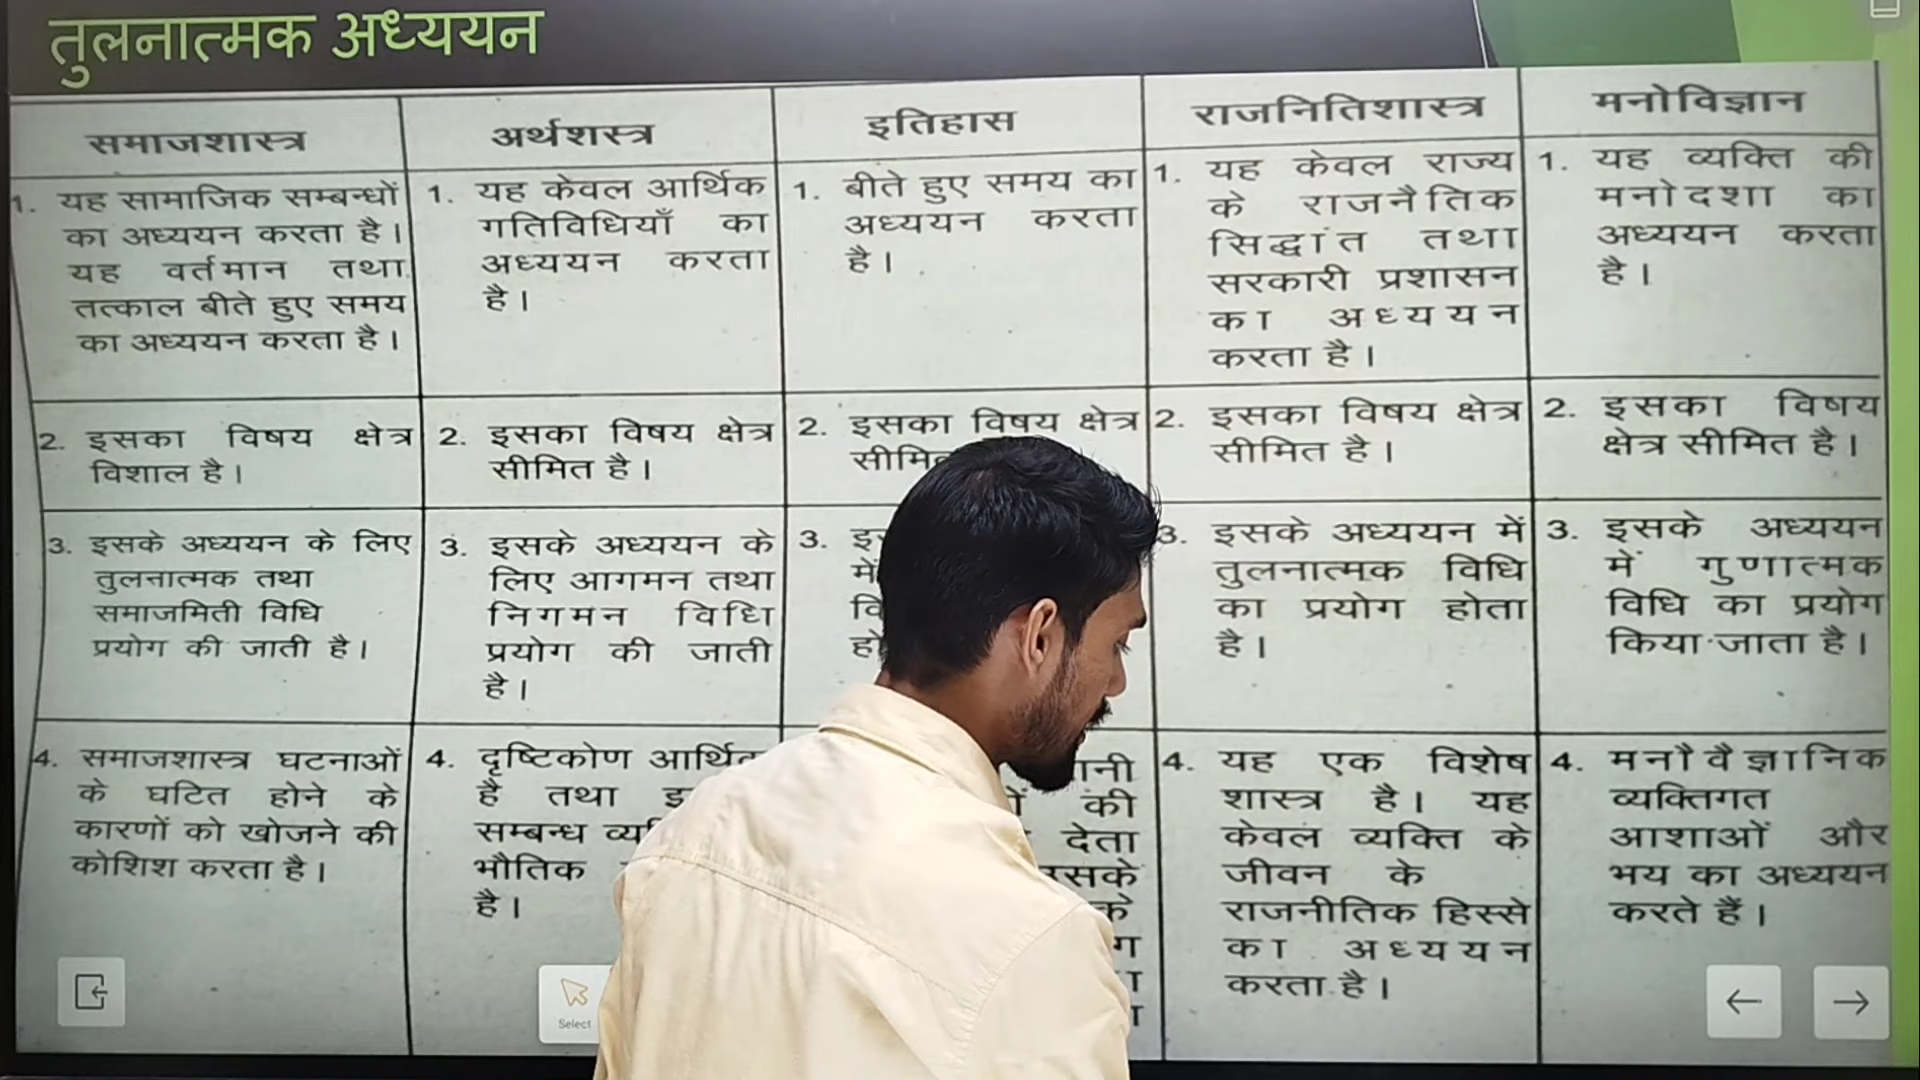 तुलनात्मक अध्ययन
समाजशास्त्र
अर्थशस्त्र
इतिहास
राजनितिशास्त्र
मनोविज्ञान
1. यह सामाजिक सम्बन्धों
का अध्ययन करता है।
यह वर्तमान तथा
तत्काल बीते हुए समय
का अध्ययन करता है।
1. यह केवल आर्थिक
गतिविधियाँ का
अध्ययन करता
है।
1. बीते हुए समय का
अध्ययन करता
है।
1. यह केवल राज्य
के राजनैतिक
सिद्धांत तथा
सरकारी प्रशासन
का अध्ययन
करता है।
1. यह व्यक्ति की
मनोदशा का
अध्ययन करता
है।
2. इसका विषय क्षेत्र
विशाल है।
2. इसका विषय क्षेत्र
सीमित है।
2. इसका विषय क्षेत्र
2. इसका विषय क्षेत्र
सीमित है।
2. इसका विषय
क्षेत्र सीमित है।
3. इसके अध्ययन के लिए
तुलनात्मक तथा
समाजमिती विधि
प्रयोग की जाती है।
3. इसके अध्ययन के
लिए आगमन तथा
निगमन विधि
प्रयोग की जाती
है।
3.
3. इसके अध्ययन में
तुलनात्मक विधि
का प्रयोग होता
है।
3. इसके अध्ययन
में गुणात्मक
विधि का प्रयोग
किया जाता है।
4. समाजशास्त्र घटनाओं
के घटित होने के
कारणों को खोजने की
कोशिश करता है।
4. दृष्टिकोण
है तथा
सम्बन्ध
भौतिक
है।
की
देता
के
4. यह एक विशेष
शास्त्र है। यह
केवल व्यक्ति के
जीवन के
राजनीतिक हिस्से
का अध्ययन
करता है।
4. मनौवैज्ञानिक
व्यक्तिगत
आशाओं और
भय का अध्ययन
करते हैं।
Select